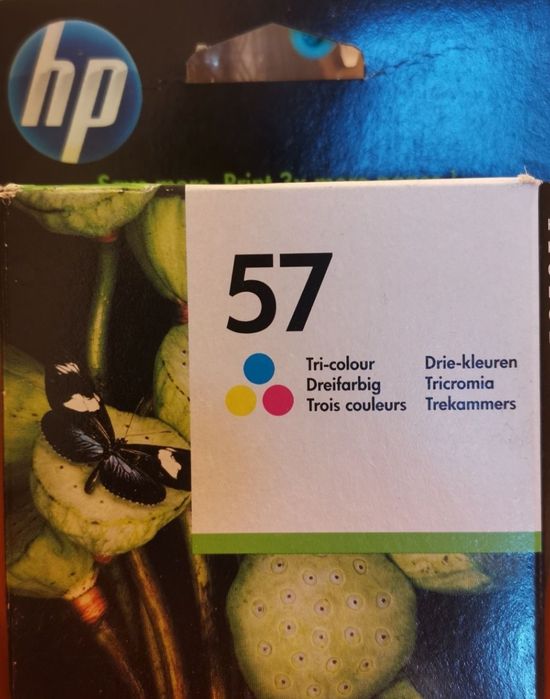 hp
57
Tri-colour
Dreifarbig
Trois couleurs
Drie-kleuren
Tricromia
Trekammers